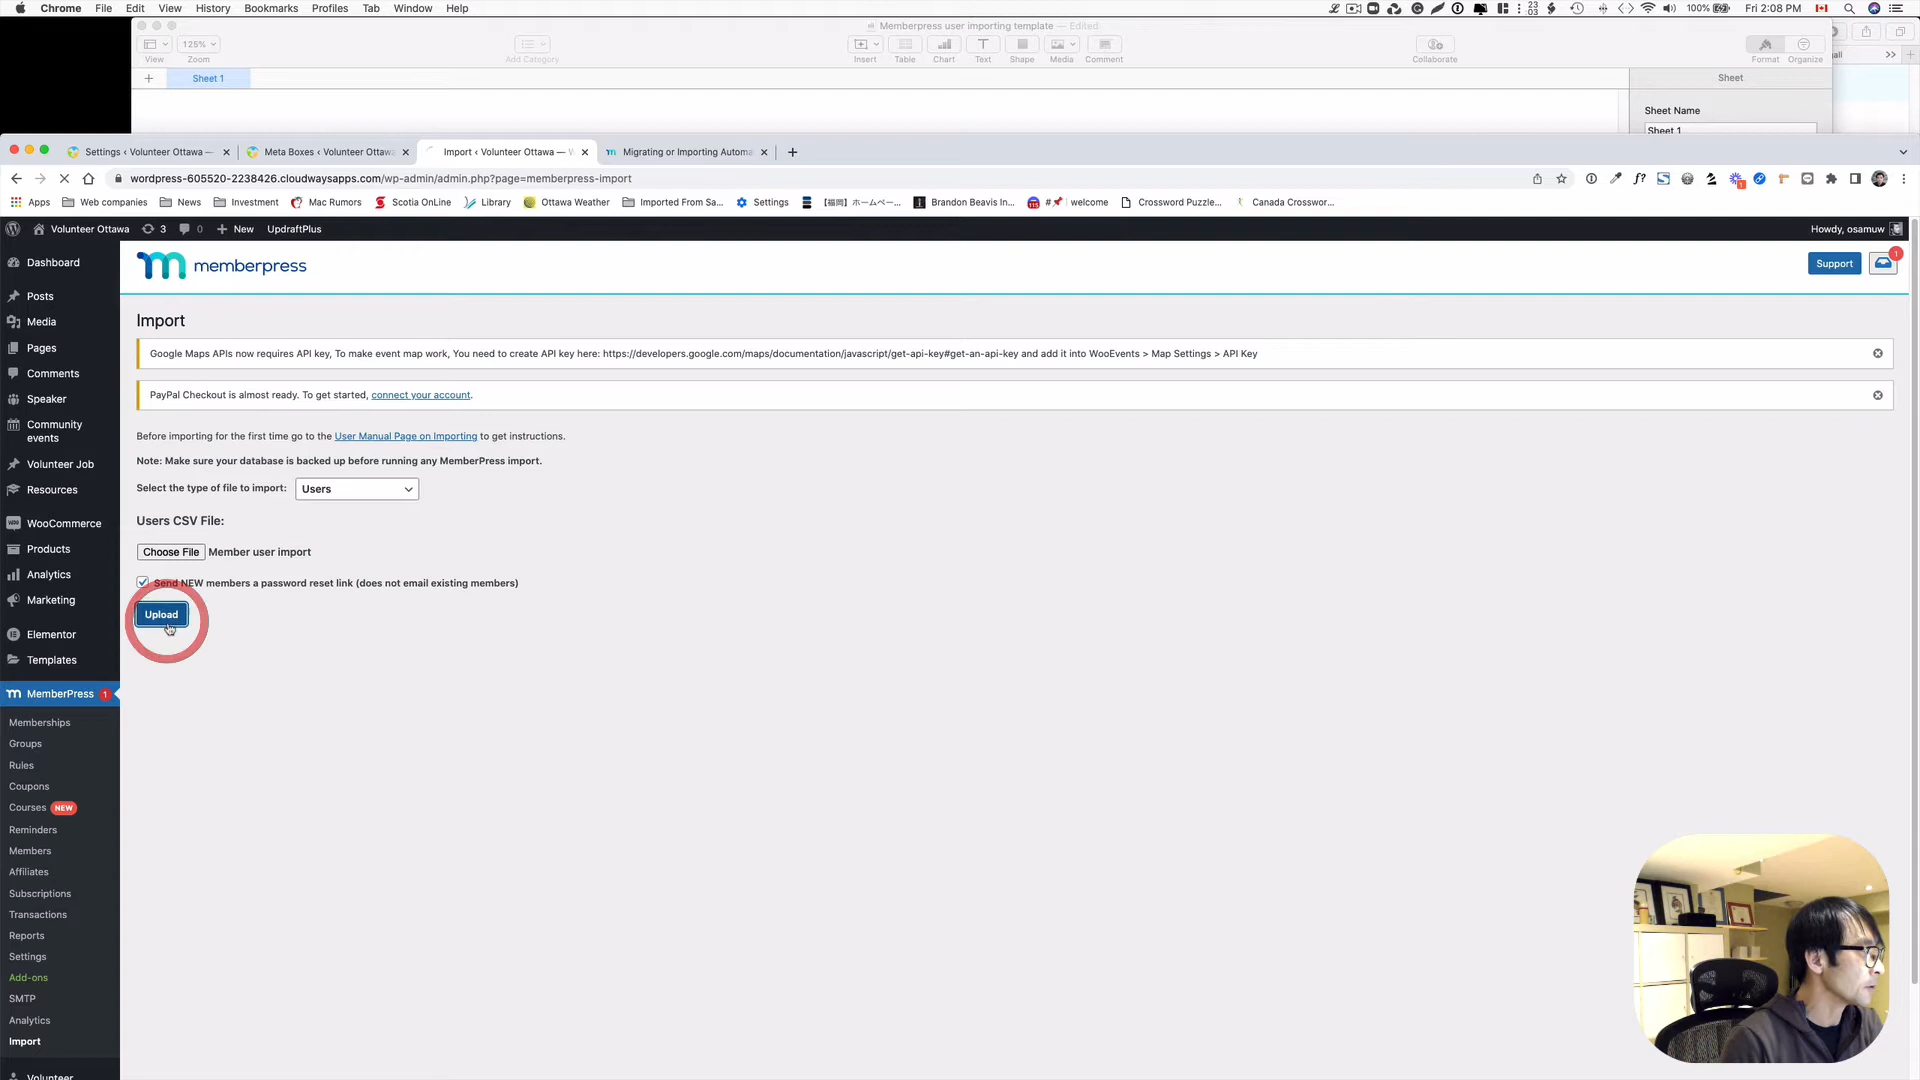 Chrome File Edit View History Bookmarks Profiles Tab Window Help
23
03
100% Fri 2:08 PM
Memberpress user importing template — Edited
125%
View Zoom Add Category Insert Table Chart Text Shape Media Comment Collaborate Format Organize
Sheet 1
Sheet
Sheet Name
Sheet 1
Settings ‹ Volunteer Ottawa —
Meta Boxes ‹ Volunteer Ottawa
Import ‹ Volunteer Ottawa — W
Migrating or Importing Automa
wordpress-605520-2238426.cloudwaysapps.com/wp-admin/admin.php?page=memberpress-import
Apps Web companies News Investment Mac Rumors Scotia OnLine Library Ottawa Weather Imported From Sa... Settings 【福岡】ホームペー... Brandon Beavis In... #📌 | welcome Crossword Puzzle... Canada Crosswor...
Volunteer Ottawa 3 0 New UpdraftPlus
Howdy, osamuw
Dashboard
Posts
Media
Pages
Comments
Speaker
Community
events
Volunteer Job
Resources
WooCommerce
Products
Analytics
Marketing
Elementor
Templates
MemberPress 1
Memberships
Groups
Rules
Coupons
Courses NEW
Reminders
Members
Affiliates
Subscriptions
Transactions
Reports
Settings
Add-ons
SMTP
Analytics
Import
Volunteer
memberpress
Support
1
Import
Google Maps APIs now requires API key, To make event map work, You need to create API key here: https://developers.google.com/maps/documentation/javascript/get-api-key#get-an-api-key and add it into WooEvents > Map Settings > API Key
PayPal Checkout is almost ready. To get started, connect your account.
Before importing for the first time go to the User Manual Page on Importing to get instructions.
Note: Make sure your database is backed up before running any MemberPress import.
Select the type of file to import: Users
Users CSV File:
Choose File Member user import
Send NEW members a password reset link (does not email existing members)
Upload